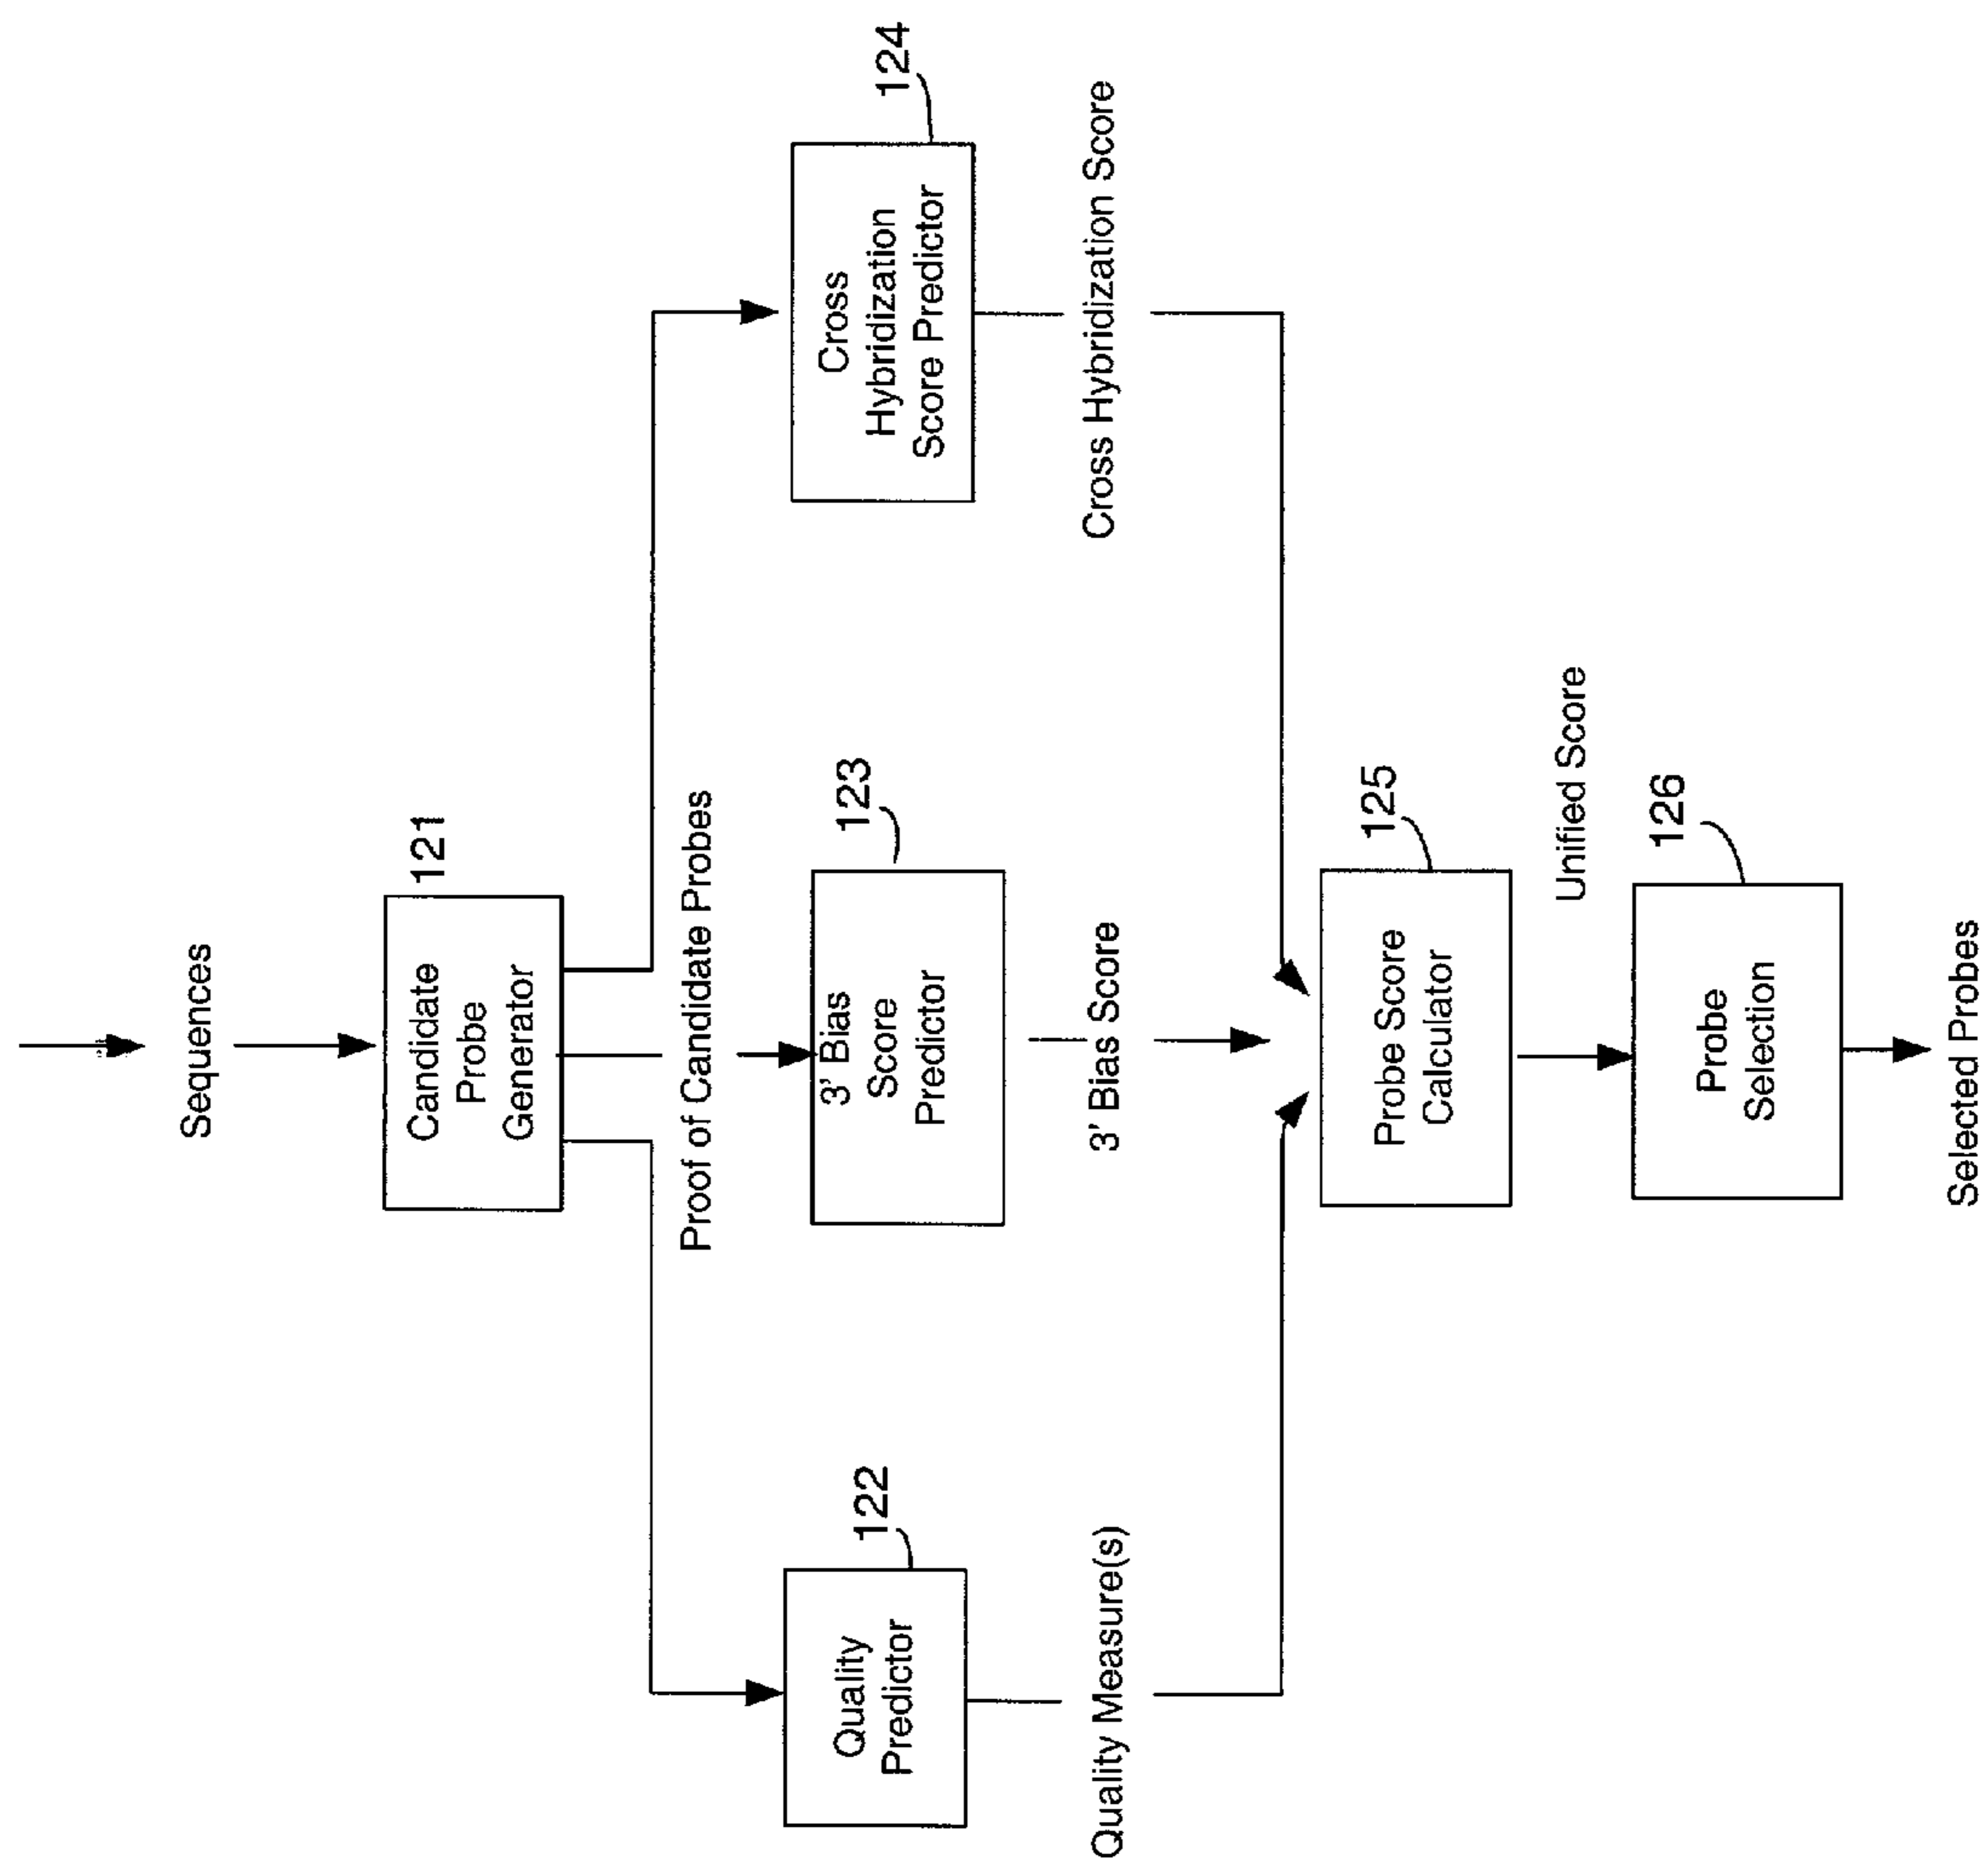 Sequences
121
Candidate
Probe
Generator
Proof of Candidate Probes
122
Quality
Predictor
123
3' Bias
Score
Predictor
124
Cross
Hybridization
Score Predictor
Quality Measure(s)
3' Bias Score
Cross Hybridization Score
125
Probe Score
Calculator
Unified Score
126
Probe
Selection
Selected Probes